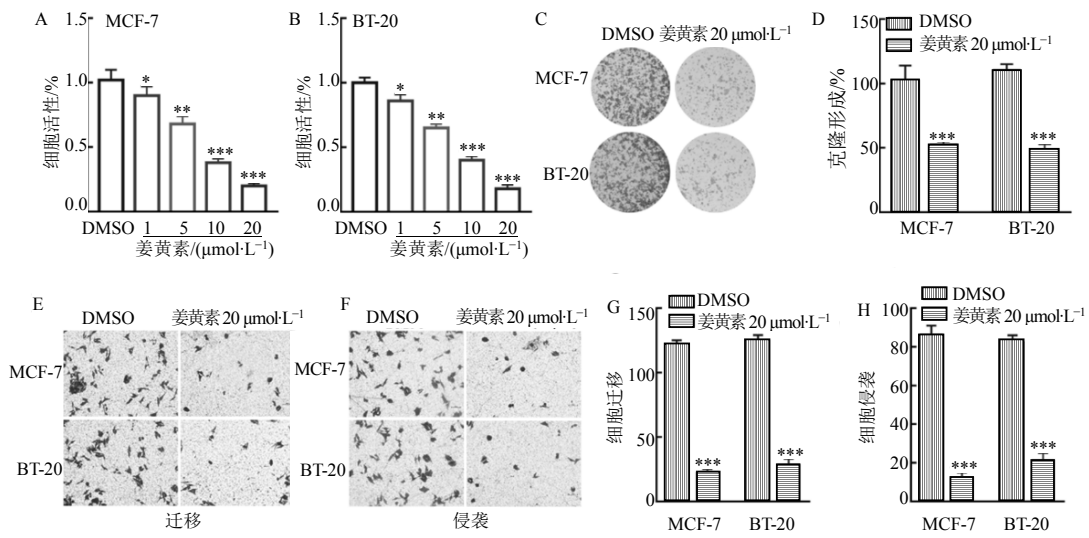 A
MCF-7
1.5
1.0
0.5
0.0
细胞活性/%
*
**
***
***
DMSO 1 5 10 20
姜黄素/(μmol·L⁻¹)
B
BT-20
1.5
1.0
0.5
0.0
细胞活性/%
*
**
***
***
DMSO 1 5 10 20
姜黄素/(μmol·L⁻¹)
C
DMSO 姜黄素 20 μmol·L⁻¹
MCF-7
BT-20
D
DMSO
姜黄素 20 μmol·L⁻¹
150
100
50
0
克隆形成/%
***
***
MCF-7 BT-20
E
DMSO 姜黄素 20 μmol·L⁻¹
MCF-7
BT-20
迁移
F
DMSO 姜黄素 20 μmol·L⁻¹
MCF-7
BT-20
侵袭
G
DMSO
姜黄素 20 μmol·L⁻¹
150
100
50
0
细胞迁移
***
***
MCF-7 BT-20
H
DMSO
姜黄素 20 μmol·L⁻¹
100
80
60
40
20
0
细胞侵袭
***
***
MCF-7 BT-20